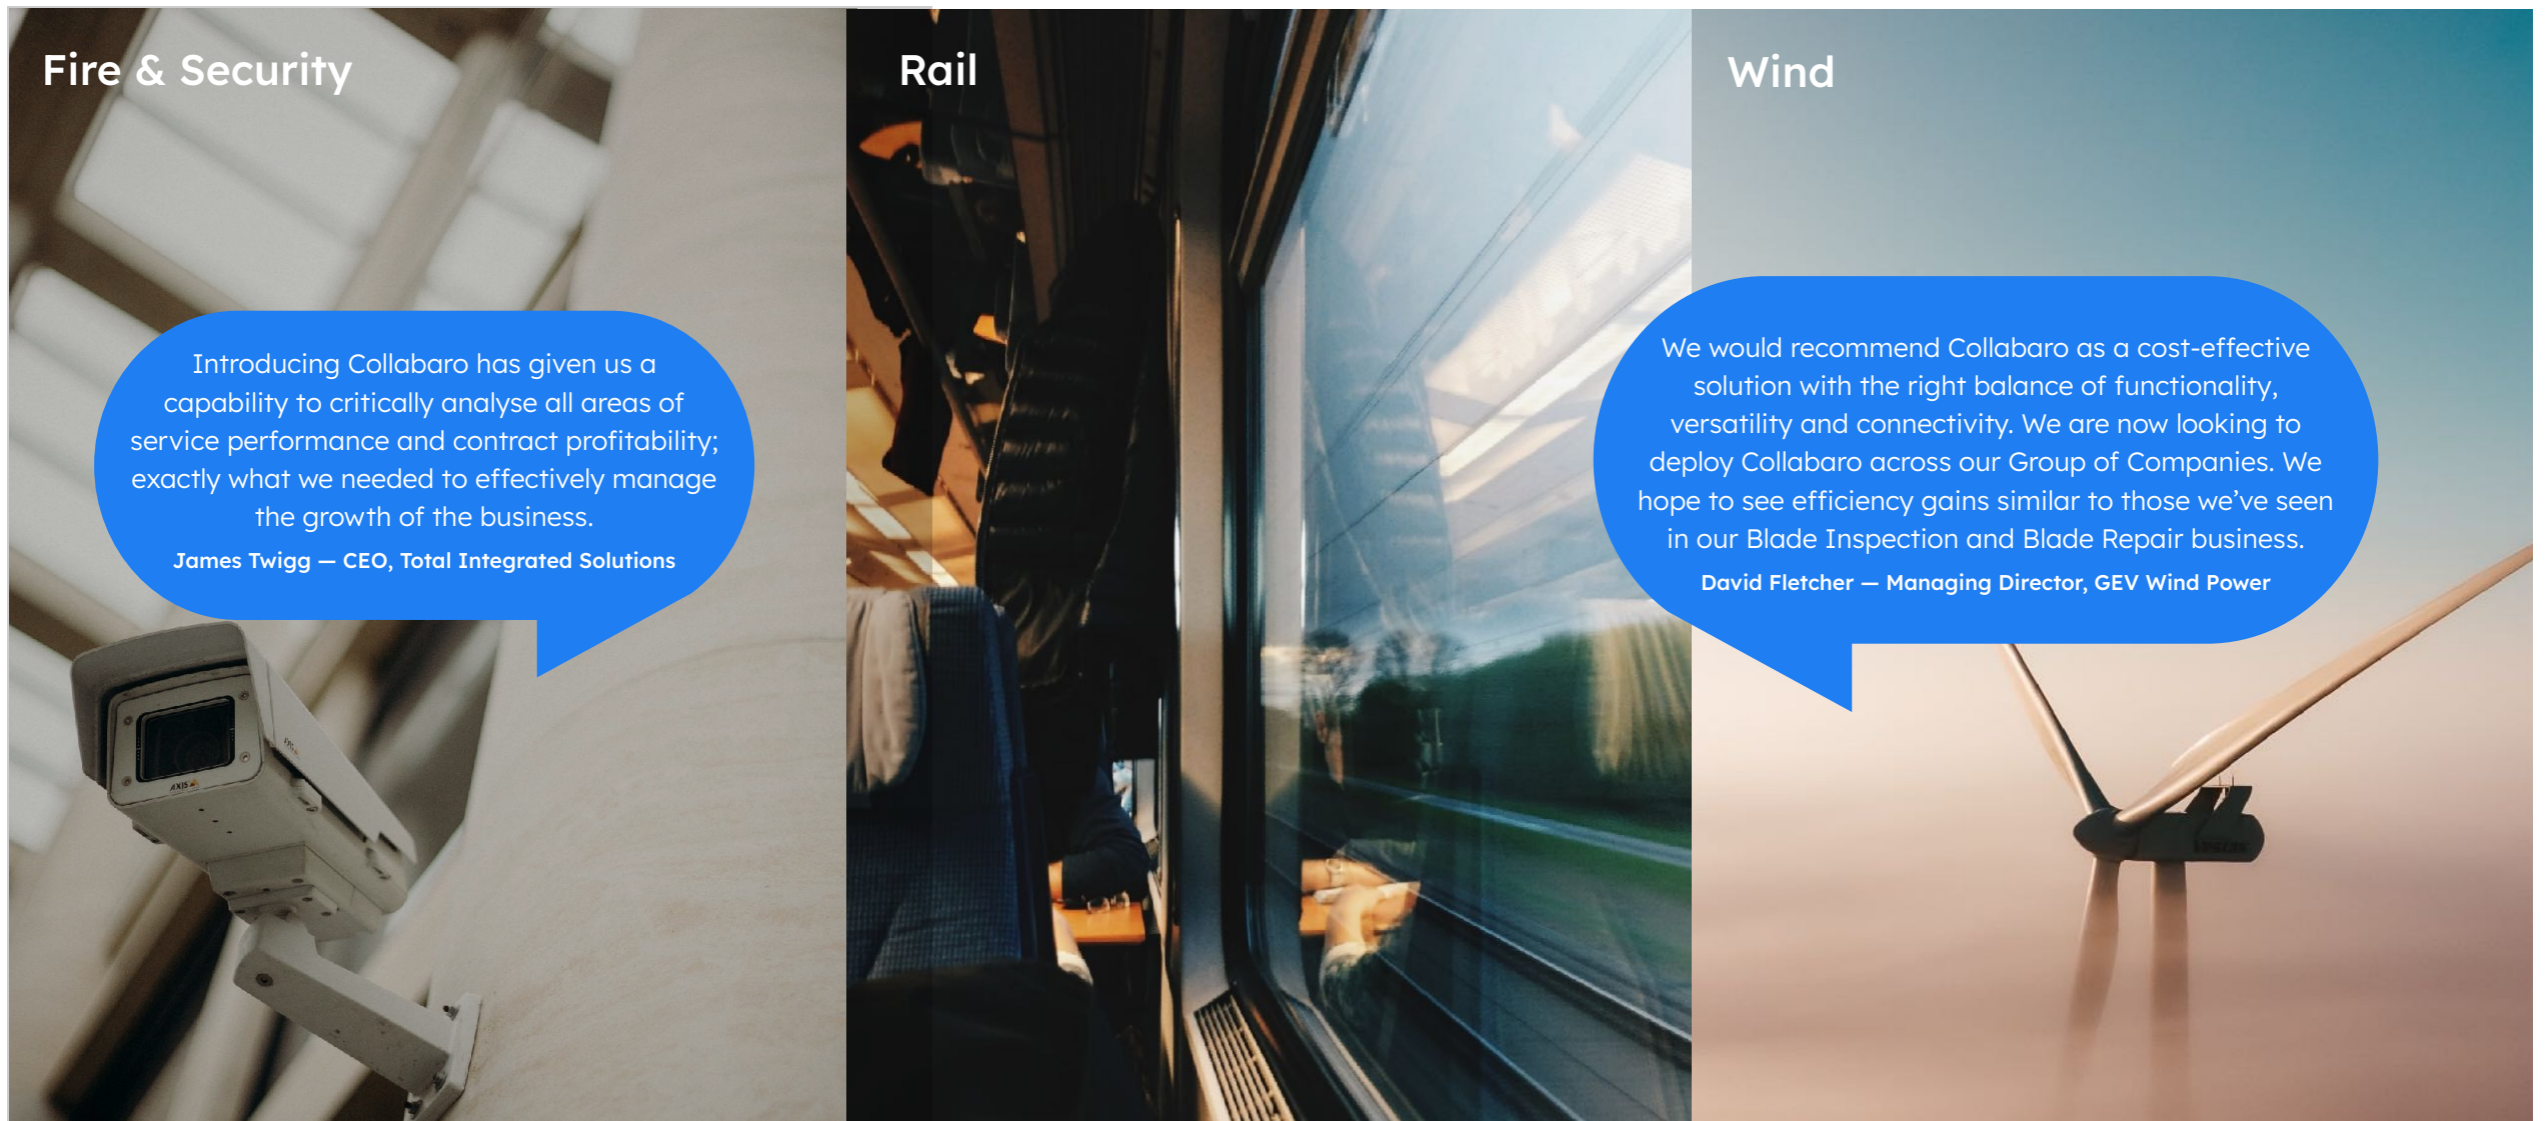 Fire & Security
Rail
Wind
Introducing Collabaro has given us a
capability to critically analyse all areas of
service performance and contract profitability;
exactly what we needed to effectively manage
the growth of the business.
James Twigg — CEO, Total Integrated Solutions
We would recommend Collabaro as a cost-effective
solution with the right balance of functionality,
versatility and connectivity. We are now looking to
deploy Collabaro across our Group of Companies. We
hope to see efficiency gains similar to those we’ve seen
in our Blade Inspection and Blade Repair business.
David Fletcher — Managing Director, GEV Wind Power
AXIS